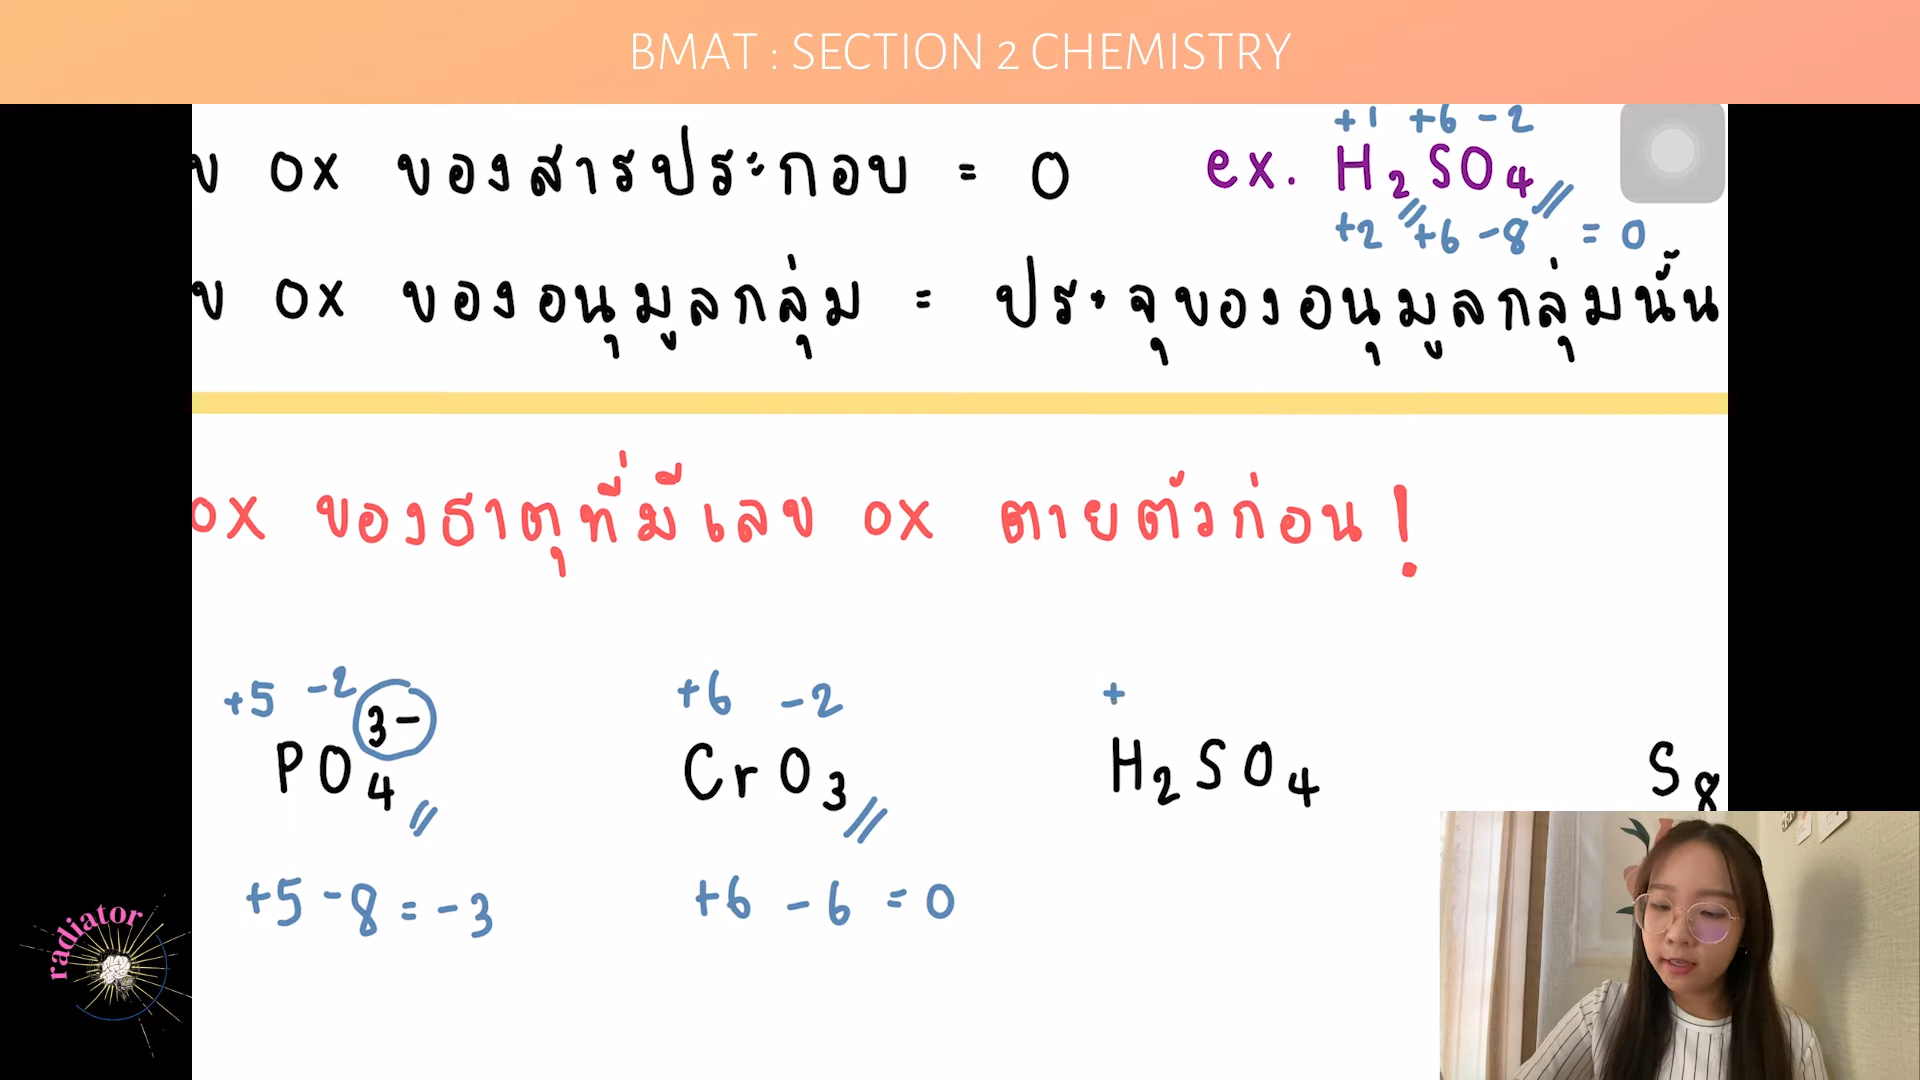 BMAT : SECTION 2 CHEMISTRY
+1 +6 -2
ข ox ของสารประกอบ = 0 ex. H₂SO₄
+2 +6 -8 = 0
ข ox ของอนุมูลกลุ่ม = ประจุของอนุมูลกลุ่มนั้น
ox ของธาตุที่มีเลข ox ตายตัวก่อน!
+5 -2 +6 -2 +
PO₄³⁻ CrO₃ H₂SO₄ S₈
+5 -8 = -3 +6 -6 = 0
radiator